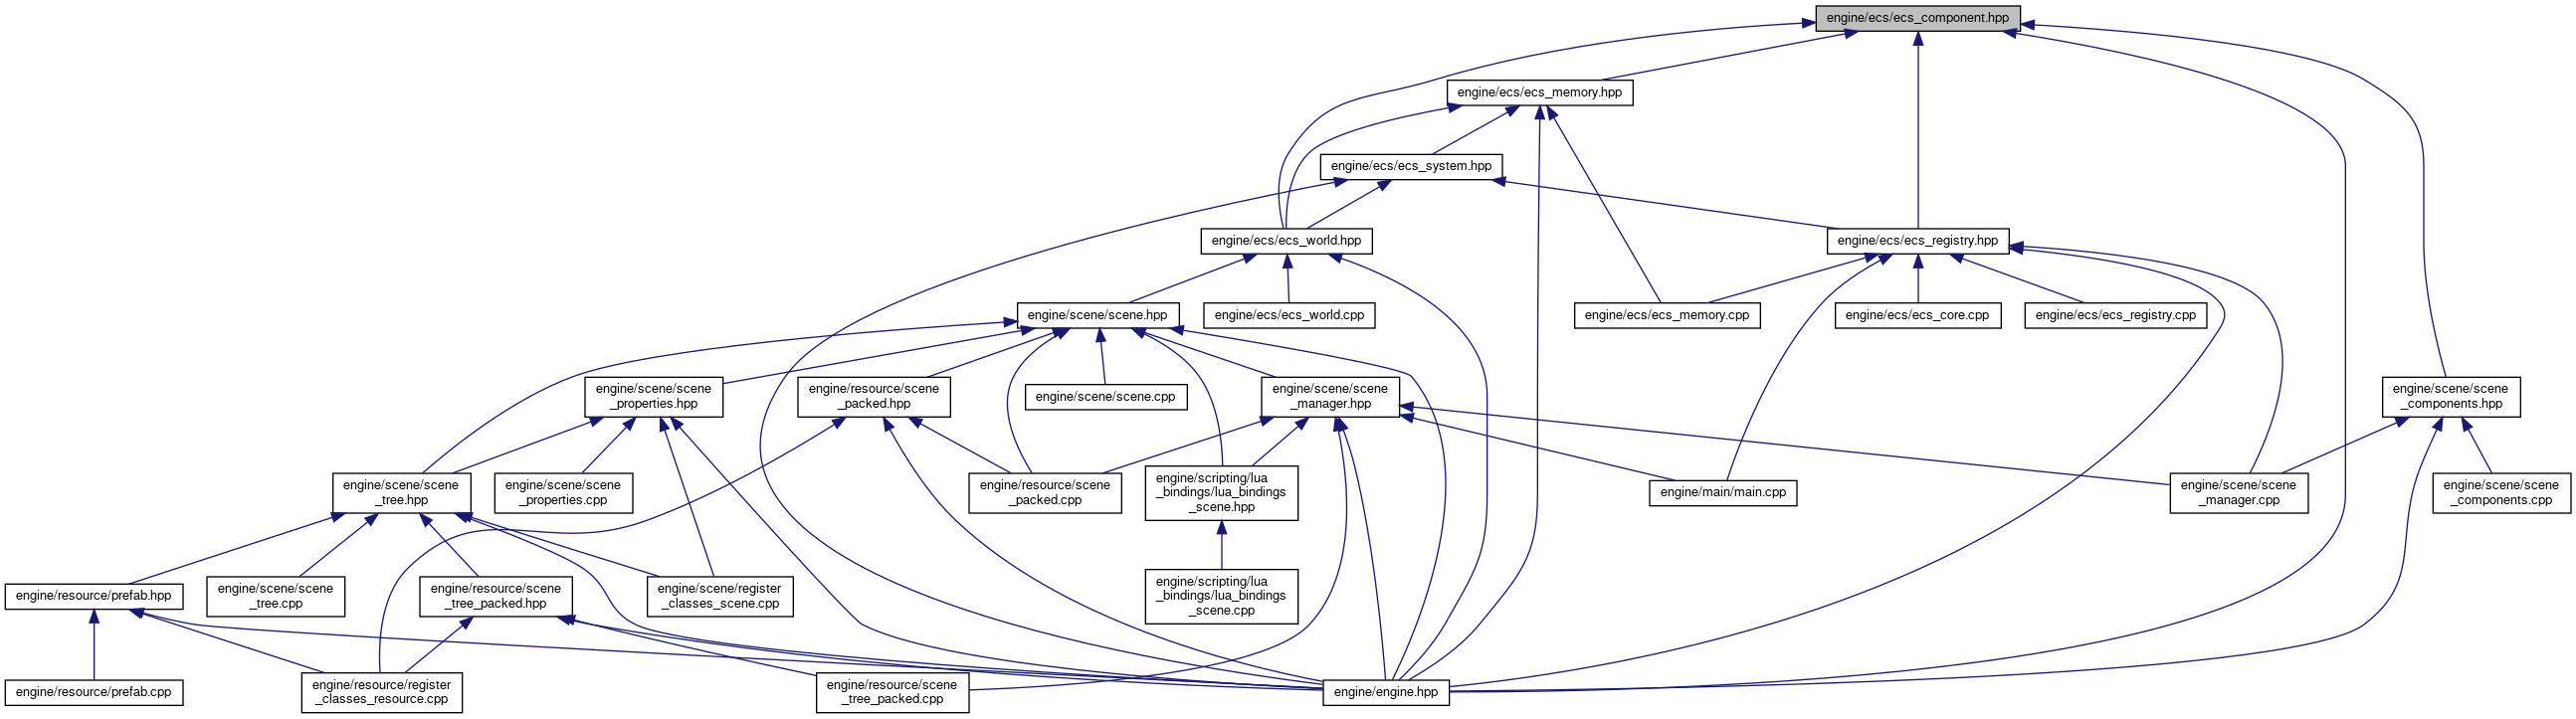 engine/ecs/ecs_component.hpp
engine/ecs/ecs_memory.hpp
engine/ecs/ecs_system.hpp
engine/ecs/ecs_world.hpp
engine/ecs/ecs_registry.hpp
engine/scene/scene.hpp
engine/ecs/ecs_world.cpp
engine/ecs/ecs_memory.cpp
engine/ecs/ecs_core.cpp
engine/ecs/ecs_registry.cpp
engine/scene/scene
_properties.hpp
engine/resource/scene
_packed.hpp
engine/scene/scene.cpp
engine/scene/scene
_manager.hpp
engine/scene/scene
_components.hpp
engine/scene/scene
_tree.hpp
engine/scene/scene
_properties.cpp
engine/resource/scene
_packed.cpp
engine/scripting/lua
_bindings/lua_bindings
_scene.hpp
engine/main/main.cpp
engine/scene/scene
_manager.cpp
engine/scene/scene
_components.cpp
engine/resource/prefab.hpp
engine/scene/scene
_tree.cpp
engine/resource/scene
_tree_packed.hpp
engine/scene/register
_classes_scene.cpp
engine/scripting/lua
_bindings/lua_bindings
_scene.cpp
engine/resource/prefab.cpp
engine/resource/register
_classes_resource.cpp
engine/resource/scene
_tree_packed.cpp
engine/engine.hpp